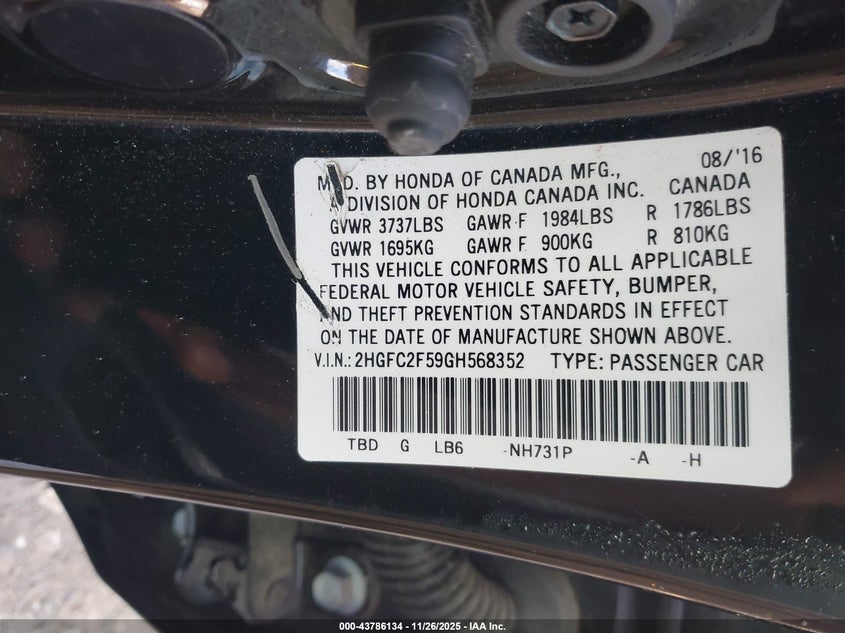 MFD. BY HONDA OF CANADA MFG., 08/'16
A DIVISION OF HONDA CANADA INC. CANADA
GVWR 3737LBS GAWR F 1984LBS R 1786LBS
GVWR 1695KG GAWR F 900KG R 810KG
THIS VEHICLE CONFORMS TO ALL APPLICABLE
FEDERAL MOTOR VEHICLE SAFETY, BUMPER,
AND THEFT PREVENTION STANDARDS IN EFFECT
ON THE DATE OF MANUFACTURE SHOWN ABOVE.
V.I.N.: 2HGFC2F59GH568352 TYPE: PASSENGER CAR
TBD G LB6 -NH731P -A -H
000-43786134 - 11/26/2025 - IAA Inc.